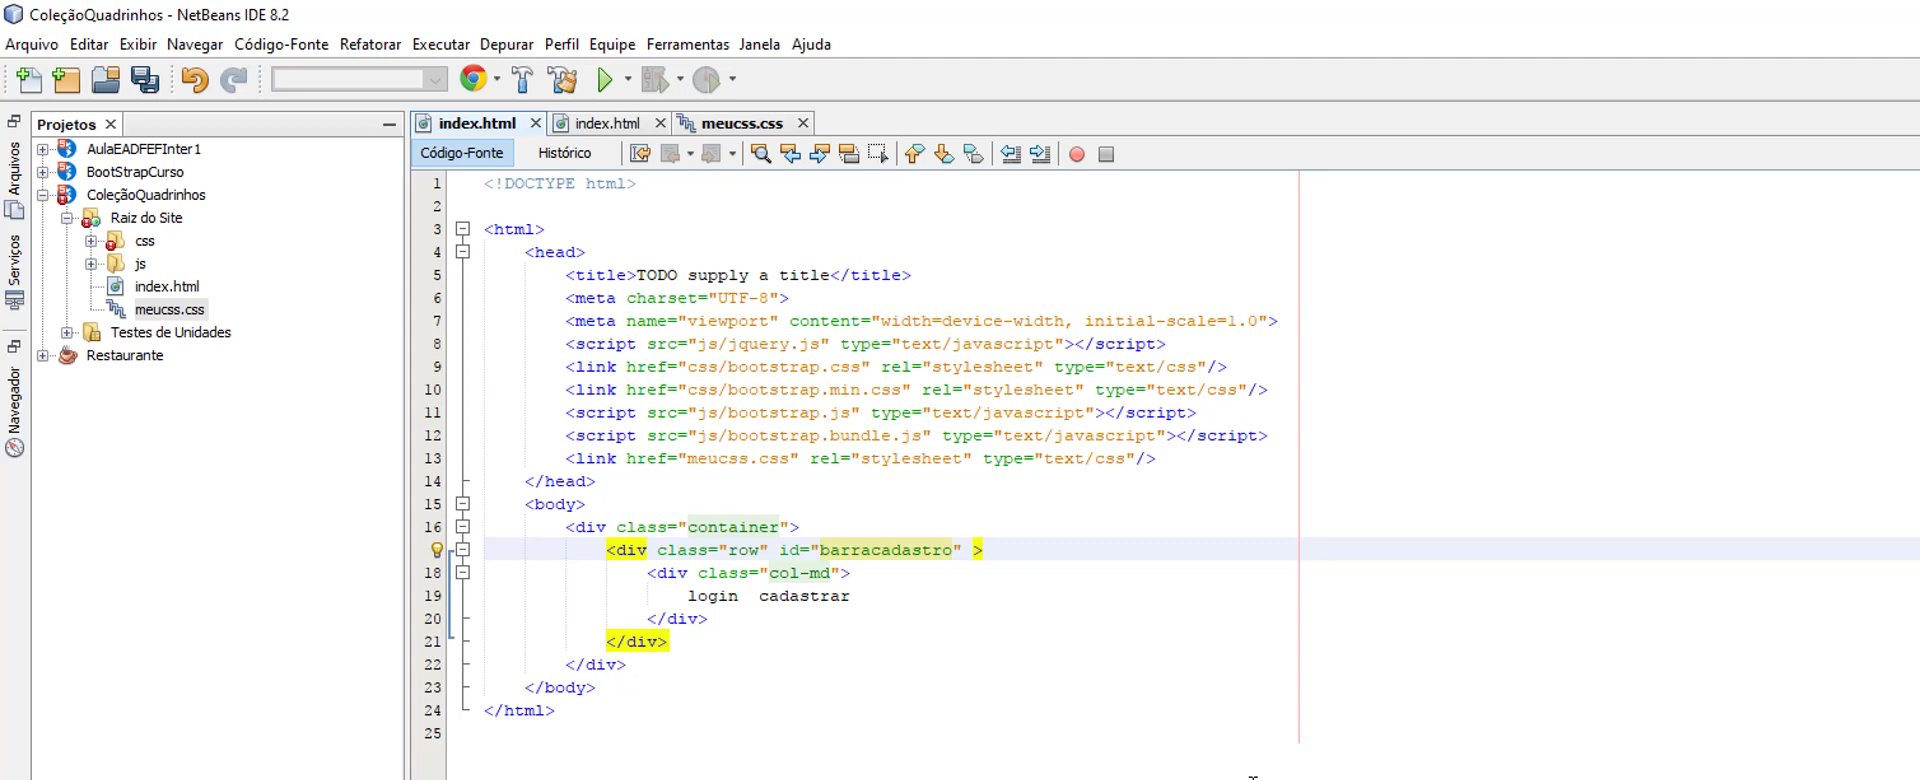 ColeçãoQuadrinhos - NetBeans IDE 8.2
Arquivo Editar Exibir Navegar Código-Fonte Refatorar Executar Depurar Perfil Equipe Ferramentas Janela Ajuda
Projetos
index.html index.html meucss.css
Código-Fonte Histórico
Arquivos
Serviços
Navegador
AulaEADFEFInter1
BootStrapCurso
ColeçãoQuadrinhos
Raiz do Site
css
js
index.html
meucss.css
Testes de Unidades
Restaurante
1 <!DOCTYPE html>
2
3 <html>
4 <head>
5 <title>TODO supply a title</title>
6 <meta charset="UTF-8">
7 <meta name="viewport" content="width=device-width, initial-scale=1.0">
8 <script src="js/jquery.js" type="text/javascript"></script>
9 <link href="css/bootstrap.css" rel="stylesheet" type="text/css"/>
10 <link href="css/bootstrap.min.css" rel="stylesheet" type="text/css"/>
11 <script src="js/bootstrap.js" type="text/javascript"></script>
12 <script src="js/bootstrap.bundle.js" type="text/javascript"></script>
13 <link href="meucss.css" rel="stylesheet" type="text/css"/>
14 </head>
15 <body>
16 <div class="container">
<div class="row" id="barracadastro" >
18 <div class="col-md">
19 login cadastrar
20 </div>
21 </div>
22 </div>
23 </body>
24 </html>
25